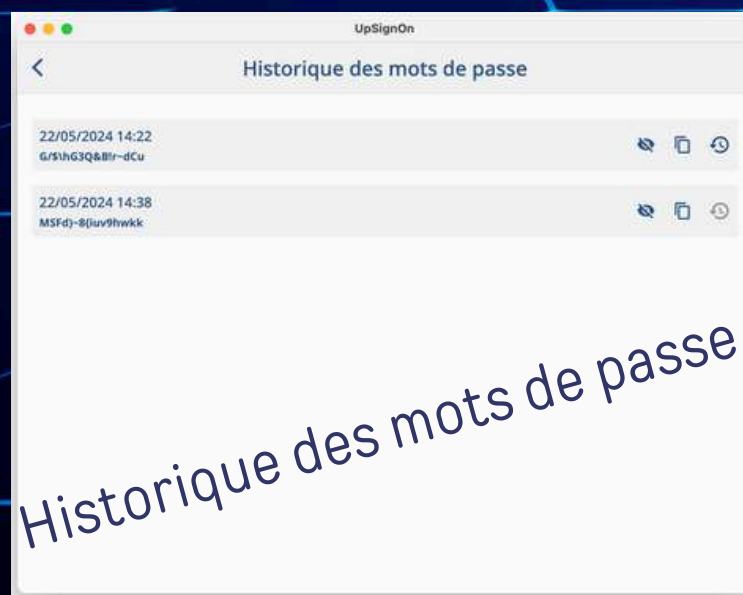 UpSignOn
Historique des mots de passe
22/05/2024 14:22
G/$\hG3Q&B!r~dCu
22/05/2024 14:38
MSFd}~8{iuv9hwkk
Historique des mots de passe